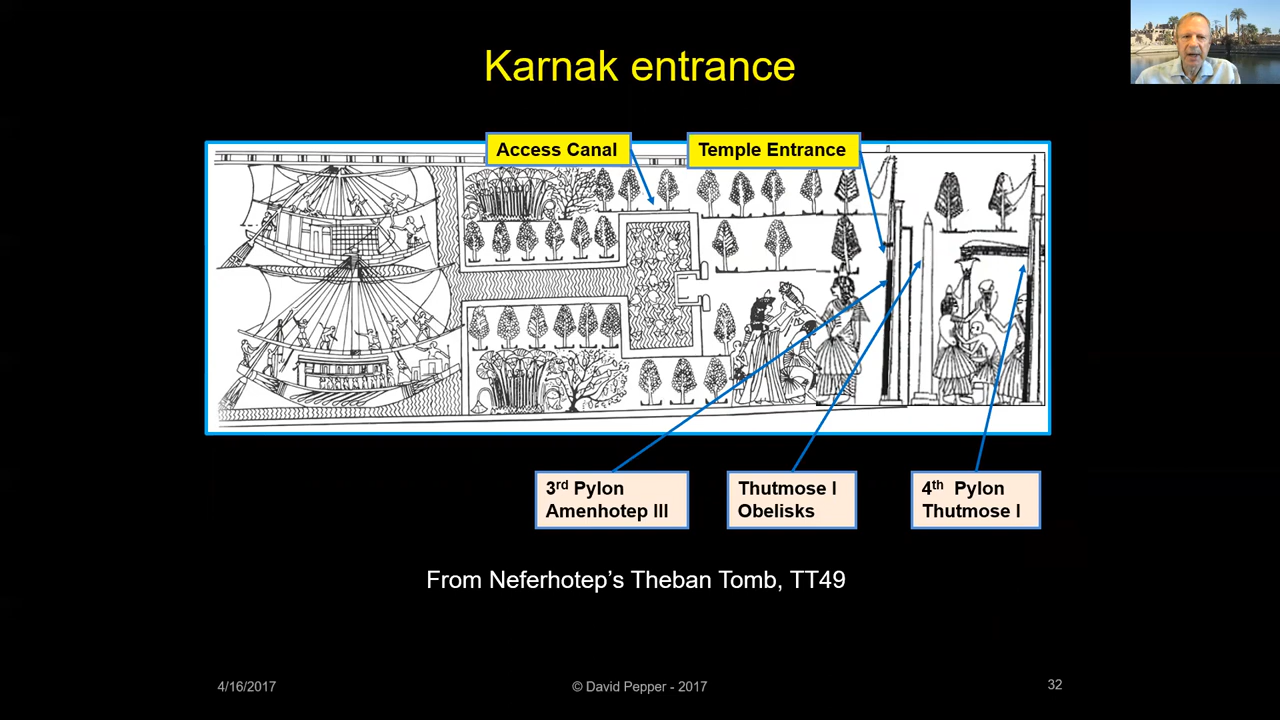 Karnak entrance
Access Canal
Temple Entrance
3rd Pylon
Amenhotep III
Thutmose I
Obelisks
4th Pylon
Thutmose I
From Neferhotep’s Theban Tomb, TT49
4/16/2017
© David Pepper - 2017
32